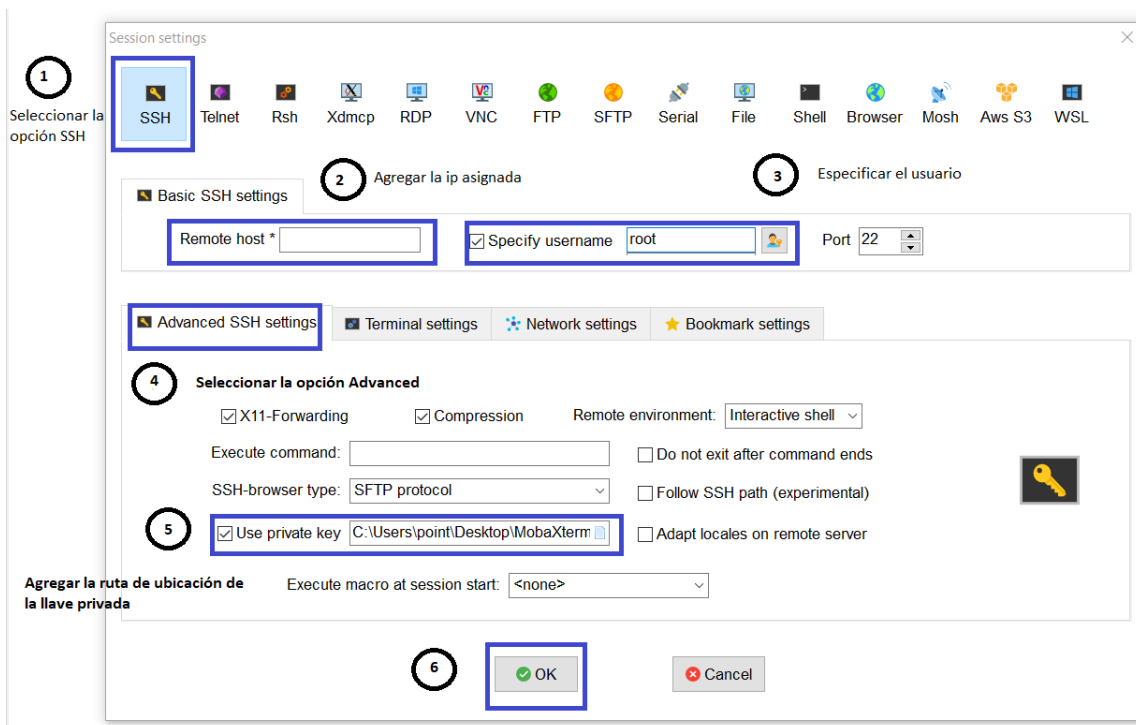 Session settings
1
Seleccionar la
opción SSH
SSH Telnet Rsh Xdmcp RDP VNC FTP SFTP Serial File Shell Browser Mosh Aws S3 WSL
2 Agregar la ip asignada
3 Especificar el usuario
Basic SSH settings
Remote host * Specify username root Port 22
Advanced SSH settings Terminal settings Network settings Bookmark settings
4 Seleccionar la opción Advanced
X11-Forwarding Compression Remote environment: Interactive shell
Execute command: Do not exit after command ends
SSH-browser type: SFTP protocol Follow SSH path (experimental)
5 Use private key C:\Users\point\Desktop\MobaXterm Adapt locales on remote server
Agregar la ruta de ubicación de
la llave privada
Execute macro at session start: <none>
6 OK Cancel